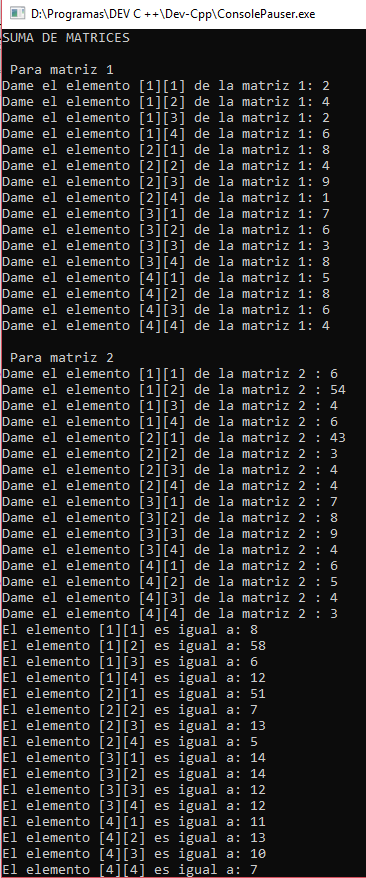 D:\Programas\DEV C ++\Dev-Cpp\ConsolePauser.exe
SUMA DE MATRICES
Para matriz 1
Dame el elemento [1][1] de la matriz 1: 2
Dame el elemento [1][2] de la matriz 1: 4
Dame el elemento [1][3] de la matriz 1: 2
Dame el elemento [1][4] de la matriz 1: 6
Dame el elemento [2][1] de la matriz 1: 8
Dame el elemento [2][2] de la matriz 1: 4
Dame el elemento [2][3] de la matriz 1: 9
Dame el elemento [2][4] de la matriz 1: 1
Dame el elemento [3][1] de la matriz 1: 7
Dame el elemento [3][2] de la matriz 1: 6
Dame el elemento [3][3] de la matriz 1: 3
Dame el elemento [3][4] de la matriz 1: 8
Dame el elemento [4][1] de la matriz 1: 5
Dame el elemento [4][2] de la matriz 1: 8
Dame el elemento [4][3] de la matriz 1: 6
Dame el elemento [4][4] de la matriz 1: 4
Para matriz 2
Dame el elemento [1][1] de la matriz 2 : 6
Dame el elemento [1][2] de la matriz 2 : 54
Dame el elemento [1][3] de la matriz 2 : 4
Dame el elemento [1][4] de la matriz 2 : 6
Dame el elemento [2][1] de la matriz 2 : 43
Dame el elemento [2][2] de la matriz 2 : 3
Dame el elemento [2][3] de la matriz 2 : 4
Dame el elemento [2][4] de la matriz 2 : 4
Dame el elemento [3][1] de la matriz 2 : 7
Dame el elemento [3][2] de la matriz 2 : 8
Dame el elemento [3][3] de la matriz 2 : 9
Dame el elemento [3][4] de la matriz 2 : 4
Dame el elemento [4][1] de la matriz 2 : 6
Dame el elemento [4][2] de la matriz 2 : 5
Dame el elemento [4][3] de la matriz 2 : 4
Dame el elemento [4][4] de la matriz 2 : 3
El elemento [1][1] es igual a: 8
El elemento [1][2] es igual a: 58
El elemento [1][3] es igual a: 6
El elemento [1][4] es igual a: 12
El elemento [2][1] es igual a: 51
El elemento [2][2] es igual a: 7
El elemento [2][3] es igual a: 13
El elemento [2][4] es igual a: 5
El elemento [3][1] es igual a: 14
El elemento [3][2] es igual a: 14
El elemento [3][3] es igual a: 12
El elemento [3][4] es igual a: 12
El elemento [4][1] es igual a: 11
El elemento [4][2] es igual a: 13
El elemento [4][3] es igual a: 10
El elemento [4][4] es igual a: 7